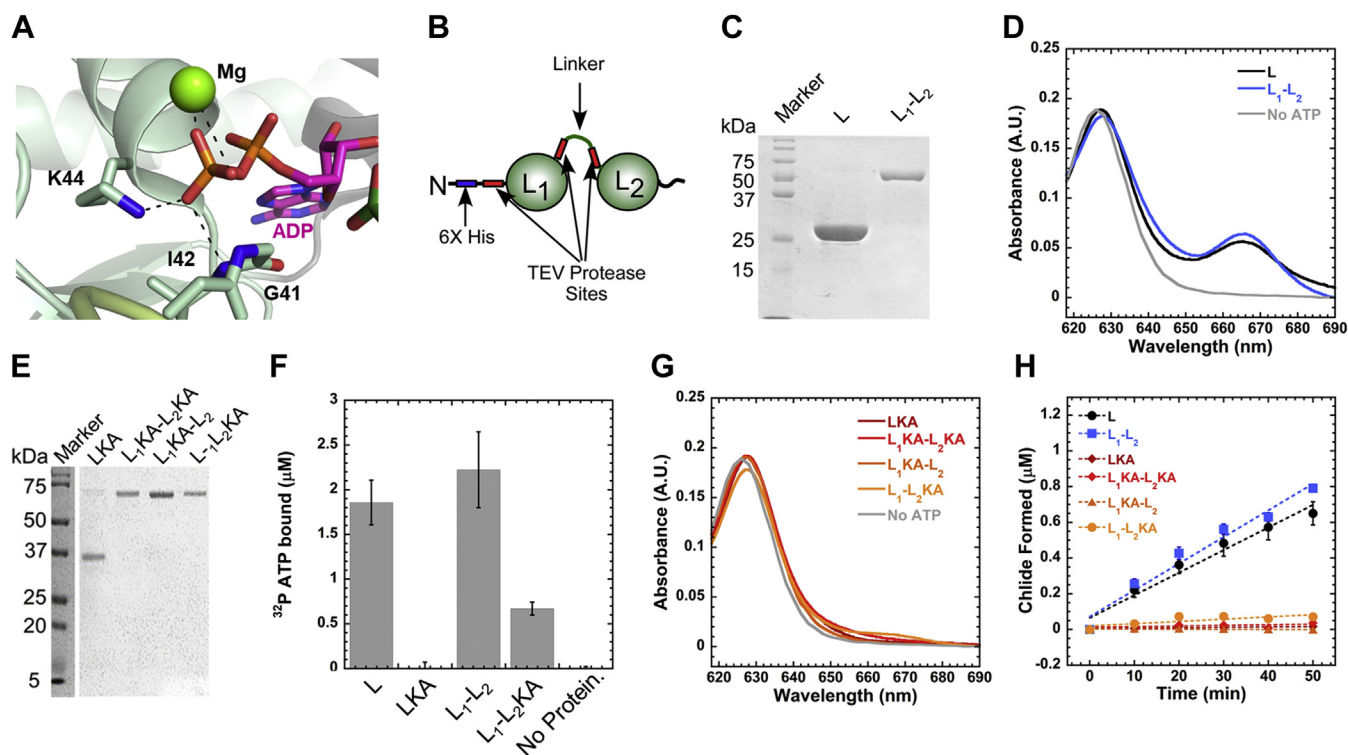 A
Mg
K44
ADP
I42
G41
B
Linker
N
L1
L2
6X His
TEV Protease
Sites
C
Marker
L
L1-L2
kDa
75
50
37
25
15
D
0.25
0.2
0.15
0.1
0.05
0
Absorbance (A.U.)
L
L1-L2
No ATP
620 630 640 650 660 670 680 690
Wavelength (nm)
E
Marker
LKA
L1KA-L2KA
L1KA-L2
L-1L2KA
kDa
75
50
37
25
20
5
F
3
2.5
2
1.5
1
0.5
0
32P ATP bound (μM)
L
LKA
L1-L2
L1-L2KA
No Protein.
G
0.25
0.2
0.15
0.1
0.05
0
Absorbance (A.U.)
LKA
L1KA-L2KA
L1KA-L2
L1-L2KA
No ATP
620 630 640 650 660 670 680 690
Wavelength (nm)
H
1.2
1
0.8
0.6
0.4
0.2
0
-0.2
Chlide Formed (μM)
L
L1-L2
LKA
L1KA-L2KA
L1KA-L2
L1-L2KA
0 10 20 30 40 50
Time (min)